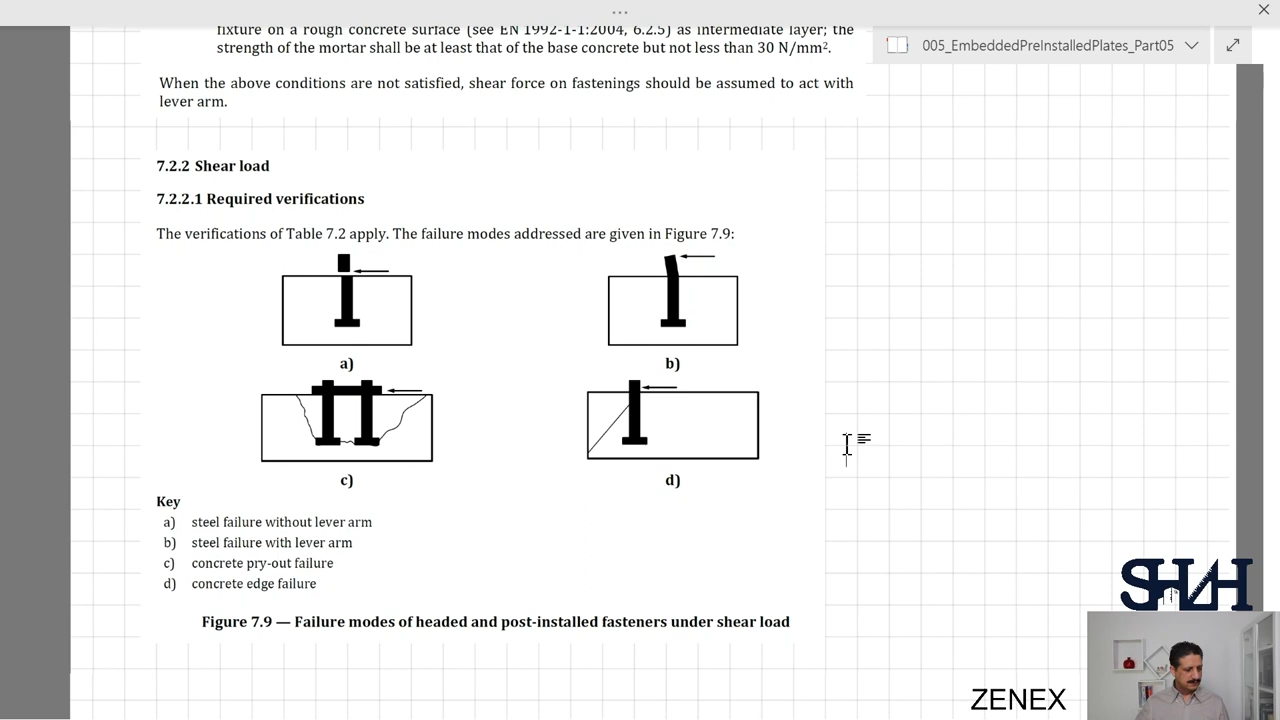 fixture on a rough concrete surface (see EN 1992-1-1:2004, 6.2.5) as intermediate layer; the
strength of the mortar shall be at least that of the base concrete but not less than 30 N/mm².
005_EmbeddedPreInstalledPlates_Part05
When the above conditions are not satisfied, shear force on fastenings should be assumed to act with
lever arm.
7.2.2 Shear load
7.2.2.1 Required verifications
The verifications of Table 7.2 apply. The failure modes addressed are given in Figure 7.9:
a)
b)
c)
d)
Key
a) steel failure without lever arm
b) steel failure with lever arm
c) concrete pry-out failure
d) concrete edge failure
Figure 7.9 — Failure modes of headed and post-installed fasteners under shear load
ZENEX